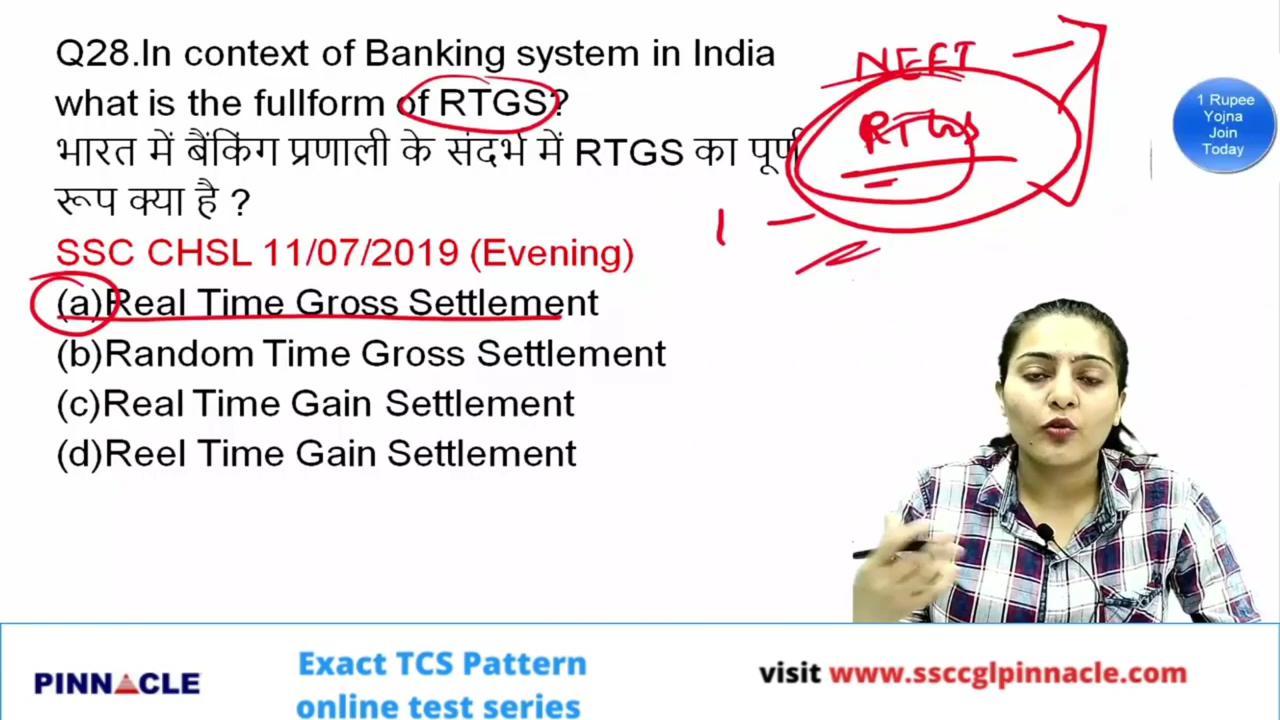 Q28.In context of Banking system in India
what is the fullform of RTGS?
भारत में बैंकिंग प्रणाली के संदर्भ में RTGS का पूर्ण
रूप क्या है ?
SSC CHSL 11/07/2019 (Evening)
(a)Real Time Gross Settlement
(b)Random Time Gross Settlement
(c)Real Time Gain Settlement
(d)Reel Time Gain Settlement
NEFT
RTGS
1 Rupee
Yojna
Join
Today
PINNACLE
Exact TCS Pattern
online test series
visit www.ssccglpinnacle.com